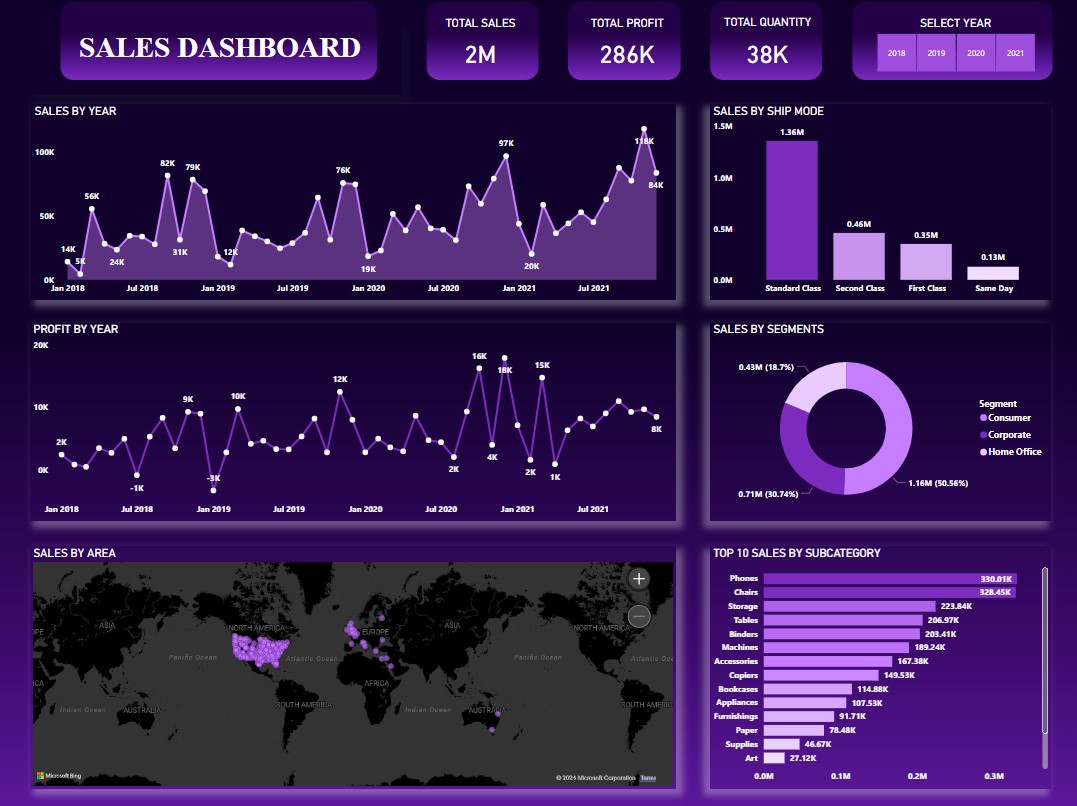 SALES DASHBOARD
TOTAL SALES
2M
TOTAL PROFIT
286K
TOTAL QUANTITY
38K
SELECT YEAR
2018 2019 2020 2021
SALES BY YEAR
100K
50K
0K
14K
5K
56K
24K
82K
31K
79K
12K
76K
19K
97K
20K
118K
84K
Jan 2018 Jul 2018 Jan 2019 Jul 2019 Jan 2020 Jul 2020 Jan 2021 Jul 2021
SALES BY SHIP MODE
1.5M
1.0M
0.5M
0.0M
1.36M
0.46M
0.35M
0.13M
Standard Class Second Class First Class Same Day
PROFIT BY YEAR
20K
10K
0K
2K
-1K
9K
-3K
10K
12K
2K
16K
4K
18K
2K
15K
1K
8K
Jan 2018 Jul 2018 Jan 2019 Jul 2019 Jan 2020 Jul 2020 Jan 2021 Jul 2021
SALES BY SEGMENTS
0.43M (18.7%)
0.71M (30.74%)
1.16M (50.56%)
Segment
Consumer
Corporate
Home Office
SALES BY AREA
+
−
NORTH AMERICA
ASIA
EUROPE
ASIA
NORTH AMERICA
OPE
Pacific Ocean
Atlantic Ocean
Pacific Ocean
Atlantic Oc
ICA
AFRICA
Indian Ocean
AUSTRALIA
SOUTH AMERICA
Indian Ocean
AUSTRALIA
SOUTH AMERICA
Microsoft Bing
© 2024 Microsoft Corporation Terms
TOP 10 SALES BY SUBCATEGORY
Phones 330.01K
Chairs 328.45K
Storage 223.84K
Tables 206.97K
Binders 203.41K
Machines 189.24K
Accessories 167.38K
Copiers 149.53K
Bookcases 114.88K
Appliances 107.53K
Furnishings 91.71K
Paper 78.48K
Supplies 46.67K
Art 27.12K
0.0M 0.1M 0.2M 0.3M